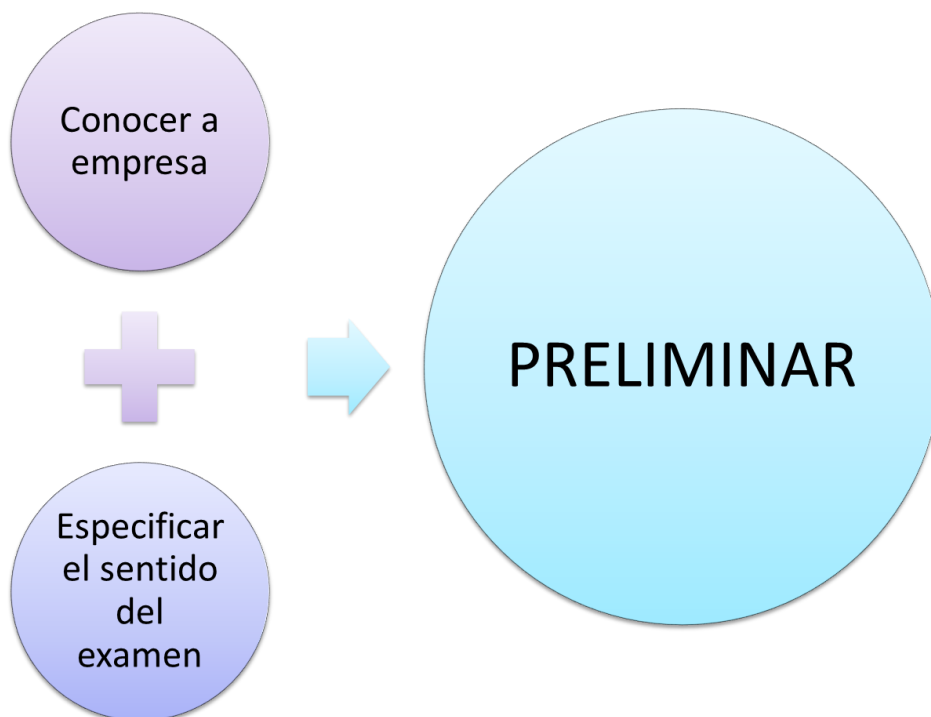 Conocer a
empresa
Especificar
el sentido
del
examen
PRELIMINAR